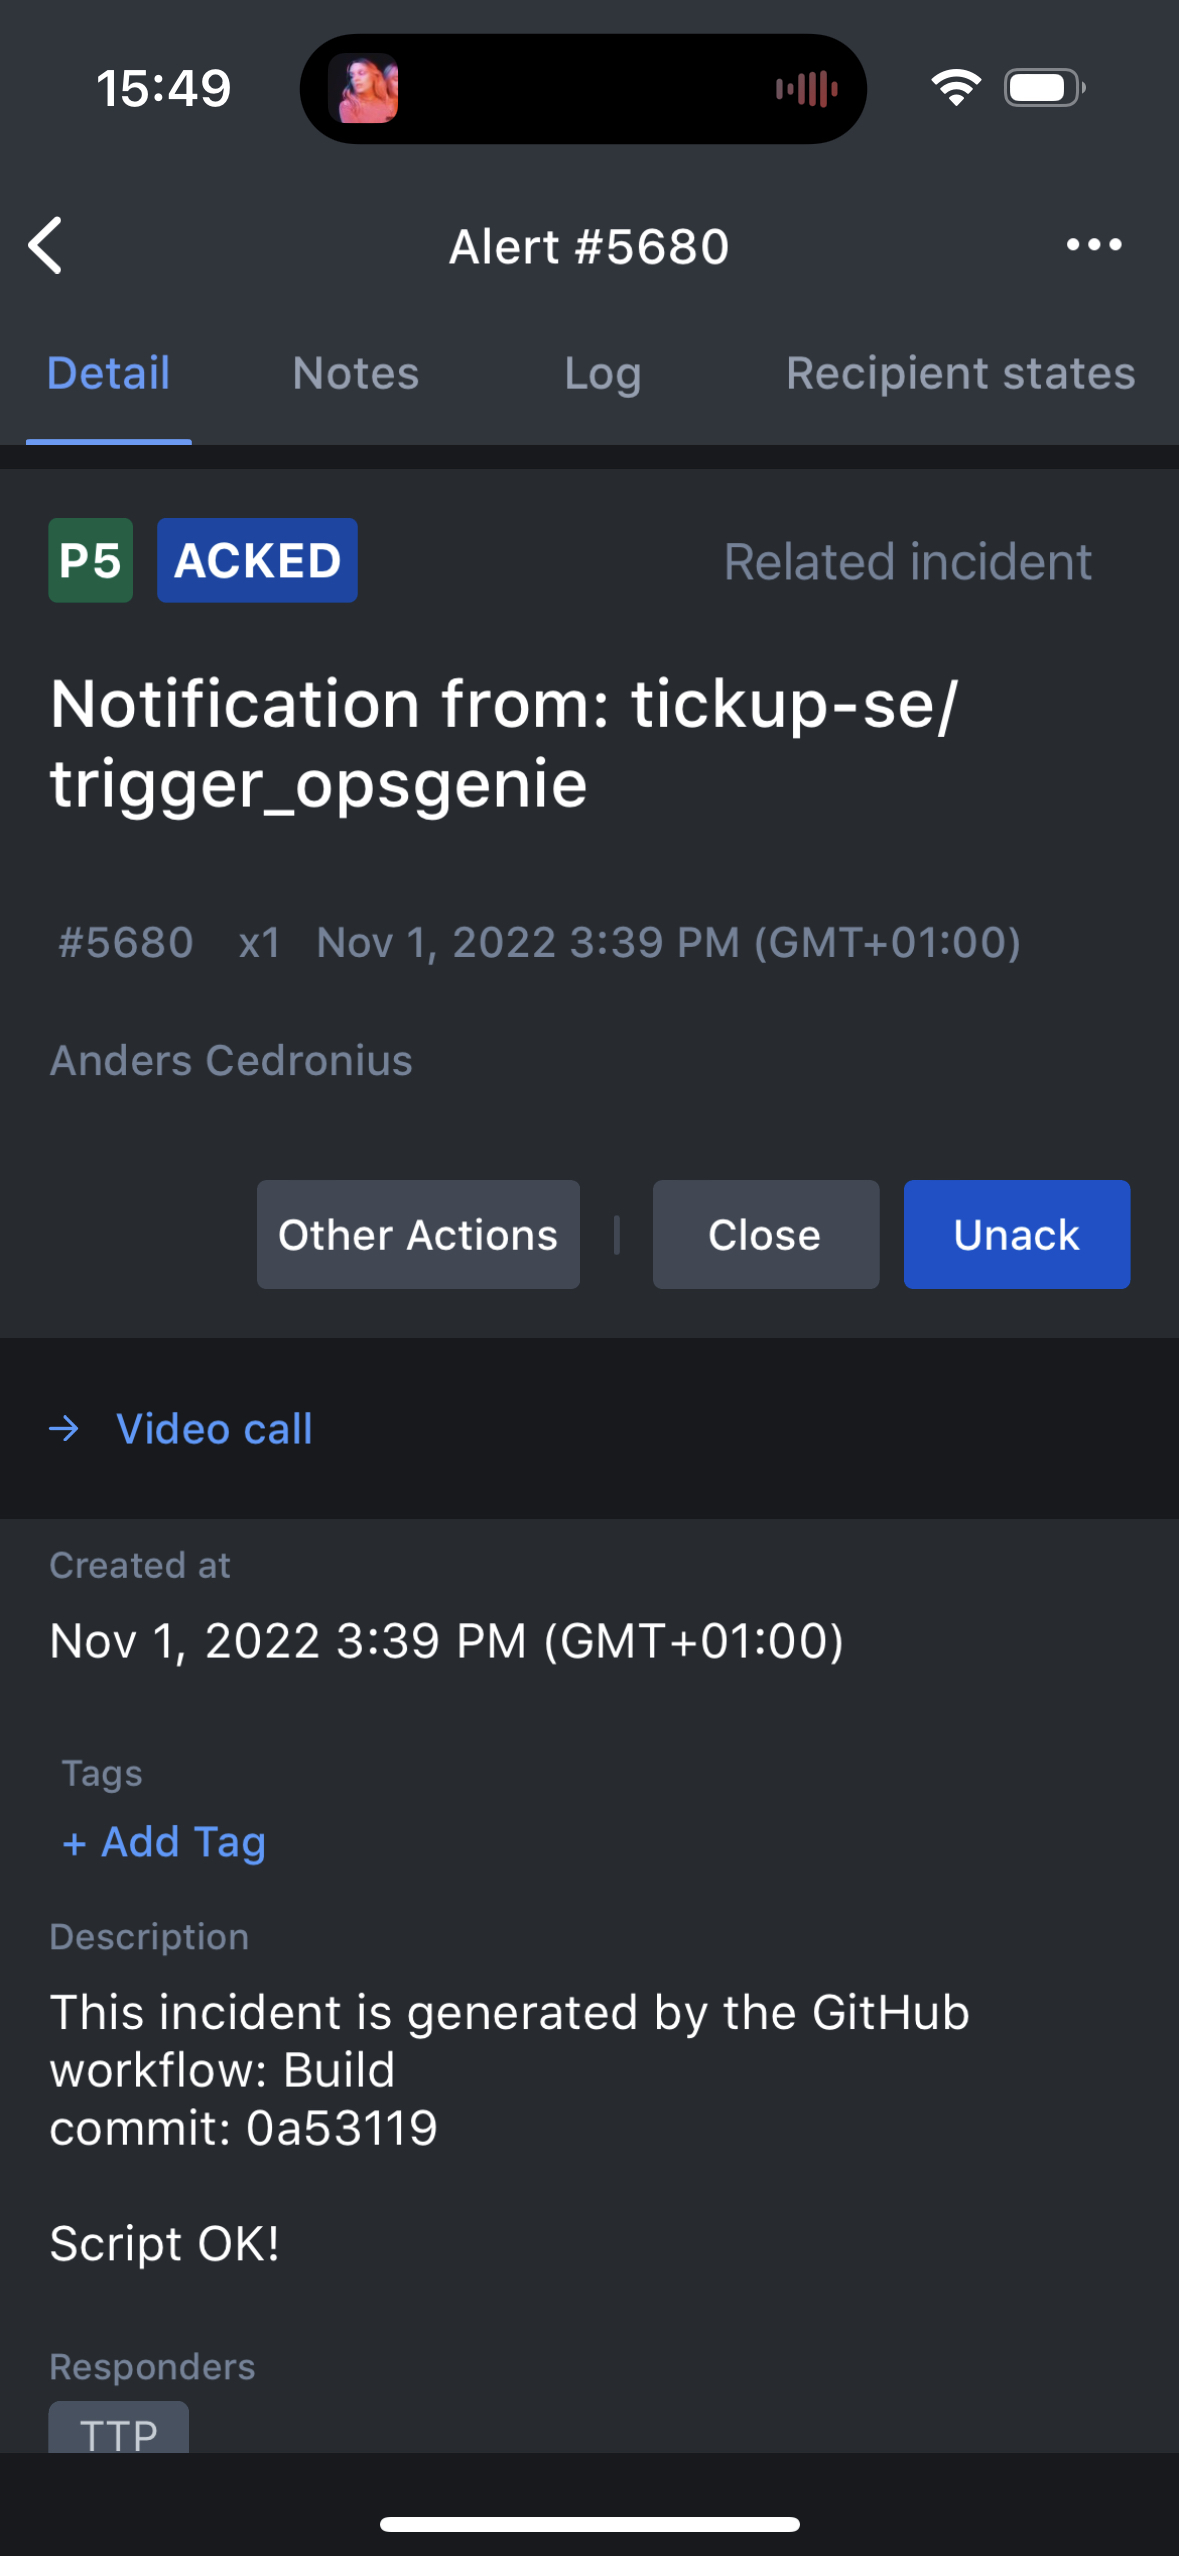 15:49
Alert #5680
Detail Notes Log Recipient states
P5 ACKED Related incident
Notification from: tickup-se/
trigger_opsgenie
#5680 x1 Nov 1, 2022 3:39 PM (GMT+01:00)
Anders Cedronius
Other Actions Close Unack
Video call
Created at
Nov 1, 2022 3:39 PM (GMT+01:00)
Tags
+ Add Tag
Description
This incident is generated by the GitHub
workflow: Build
commit: 0a53119
Script OK!
Responders
TTP